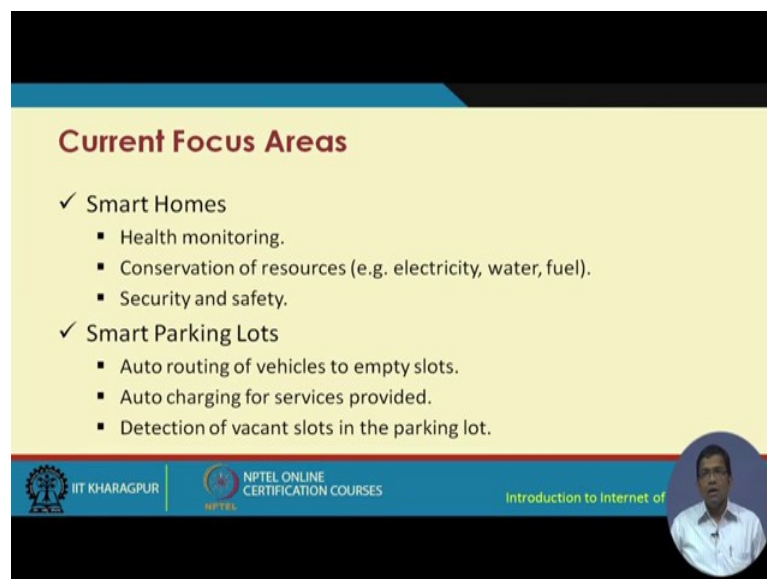 Current Focus Areas
✓ Smart Homes
▪ Health monitoring.
▪ Conservation of resources (e.g. electricity, water, fuel).
▪ Security and safety.
✓ Smart Parking Lots
▪ Auto routing of vehicles to empty slots.
▪ Auto charging for services provided.
▪ Detection of vacant slots in the parking lot.
IIT KHARAGPUR
NPTEL
NPTEL ONLINE
CERTIFICATION COURSES
Introduction to Internet of